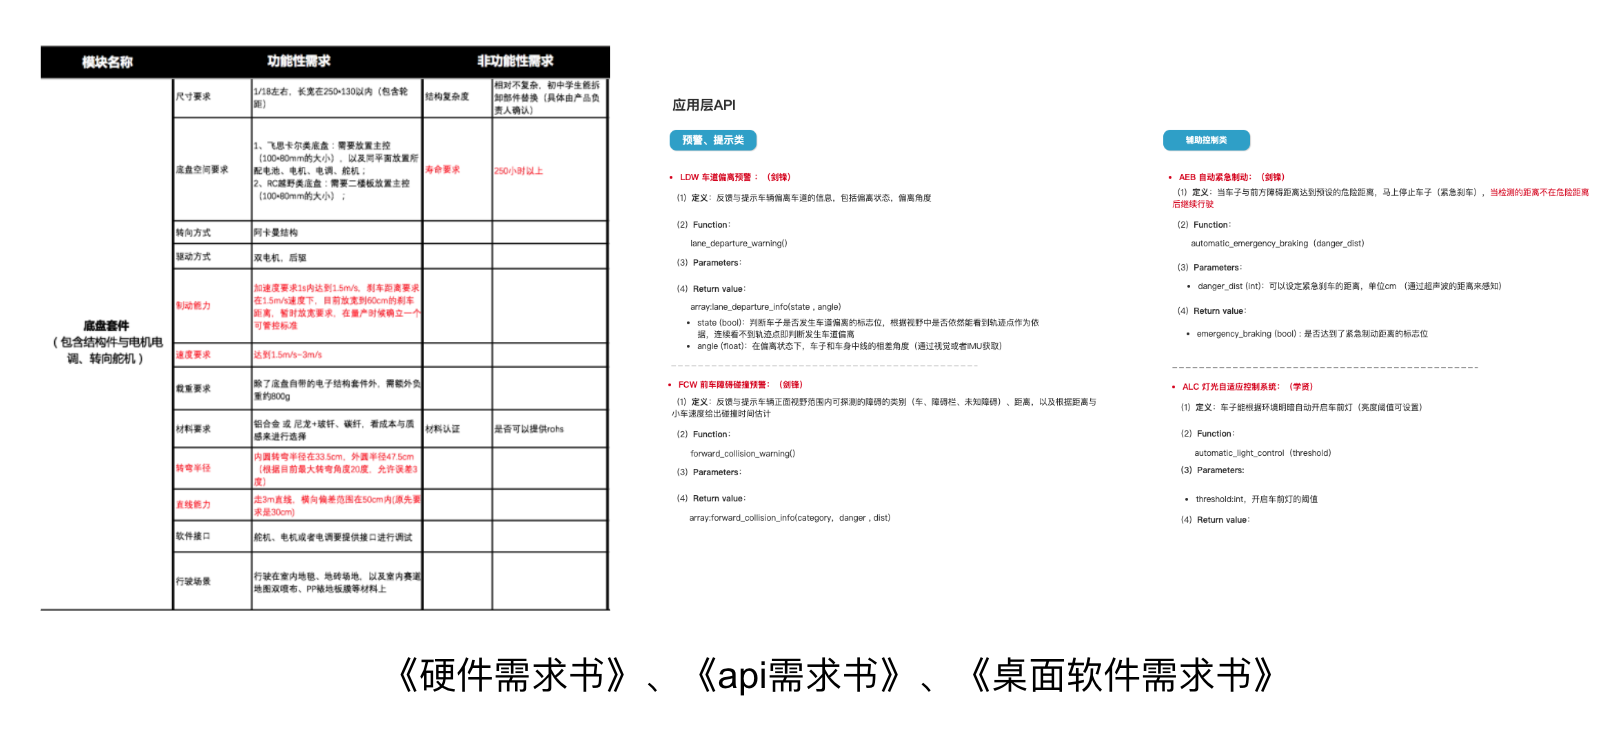 模块名称 功能性需求 非功能性需求
底盘套件
（包含结构件与电机电
调、转向舵机）
尺寸要求
1/18左右，长宽在250*130以内（包含轮
距）
结构复杂度
相对不复杂，初中学生能拆
卸部件替换（具体由产品负
责人确认）
底盘空间要求
1、飞思卡尔类底盘：需要放置主控
（100*80mm的大小）、以及同平面放置所
配电池、电机、电调、舵机；
2、RC越野类底盘：需要二楼板放置主控
（100*80mm的大小）；
寿命要求
250小时以上
转向方式
阿卡曼结构
驱动方式
双电机，后驱
制动能力
加速度要求1s内达到1.5m/s，刹车距离要求
在1.5m/s速度下，目前放宽到60cm的刹车
距离，暂时放宽要求，在量产时候确立一个
可管控标准
速度要求
达到1.5m/s~3m/s
载重要求
除了底盘自带的电子结构套件外，需额外负
重约800g
材料要求
铝合金 或 尼龙+玻钎、碳纤，看成本与质
感来进行选择
材料认证
是否可以提供rohs
转弯半径
内圆转弯半径在33.5cm，外圆半径47.5cm
（根据目前最大转弯角度20度，允许误差3
度）
直线能力
走3m直线，横向偏差范围在50cm内(原先要
求是30cm)
软件接口
舵机、电机或者电调要提供接口进行调试
行驶场景
行驶在室内地毯、地砖场地，以及室内赛道
地图双喷布、PP裱地板膜等材料上
应用层API
预警、提示类
• LDW 车道偏离预警：（剑锋）
（1）定义：反馈与提示车辆偏离车道的信息，包括偏离状态，偏离角度
（2）Function：
lane_departure_warning()
（3）Parameters：
（4）Return value：
array:lane_departure_info(state , angle)
• state (bool)：判断车子是否发生车道偏离的标志位，根据视野中是否依然能看到轨迹点作为依
据，连续看不到轨迹点即判断发生车道偏离
• angle (float)：在偏离状态下，车子和车身中线的相差角度（通过视觉或者IMU获取）
• FCW 前车障碍碰撞预警：（剑锋）
（1）定义：反馈与提示车辆正面视野范围内可探测的障碍的类别（车、障碍栏、未知障碍）、距离，以及根据距离与
小车速度给出碰撞时间估计
（2）Function：
forward_collision_warning()
（3）Parameters：
（4）Return value：
array:forward_collision_info(category，danger , dist)
辅助控制类
• AEB 自动紧急制动：（剑锋）
（1）定义：当车子与前方障碍距离达到预设的危险距离，马上停止车子（紧急刹车），当检测的距离不在危险距离
后继续行驶
（2）Function：
automatic_emergency_braking（danger_dist)
（3）Parameters：
• danger_dist (int)：可以设定紧急刹车的距离，单位cm （通过超声波的距离来感知）
（4）Return value：
• emergency_braking (bool) : 是否达到了紧急制动距离的标志位
• ALC 灯光自适应控制系统：（学贤）
（1）定义：车子能根据环境明暗自动开启车前灯（亮度阈值可设置）
（2）Function：
automatic_light_control（threshold)
（3）Parameters:
• threshold:int，开启车前灯的阈值
（4）Return value：
《硬件需求书》、《api需求书》、《桌面软件需求书》